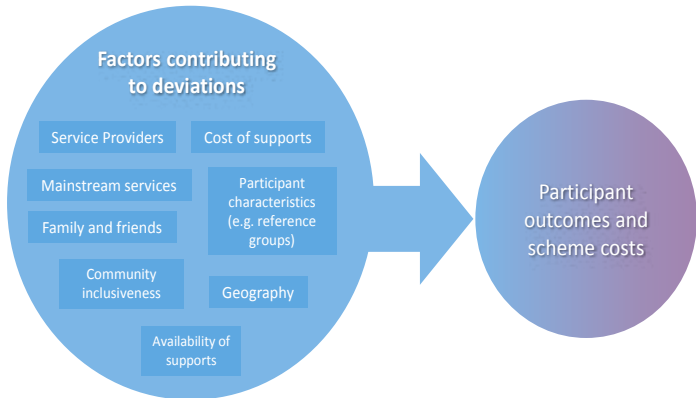 Factors contributing
to deviations
Service Providers
Cost of supports
Mainstream services
Participant
characteristics
(e.g. reference
groups)
Family and friends
Community
inclusiveness
Geography
Availability of
supports
Participant
outcomes and
scheme costs